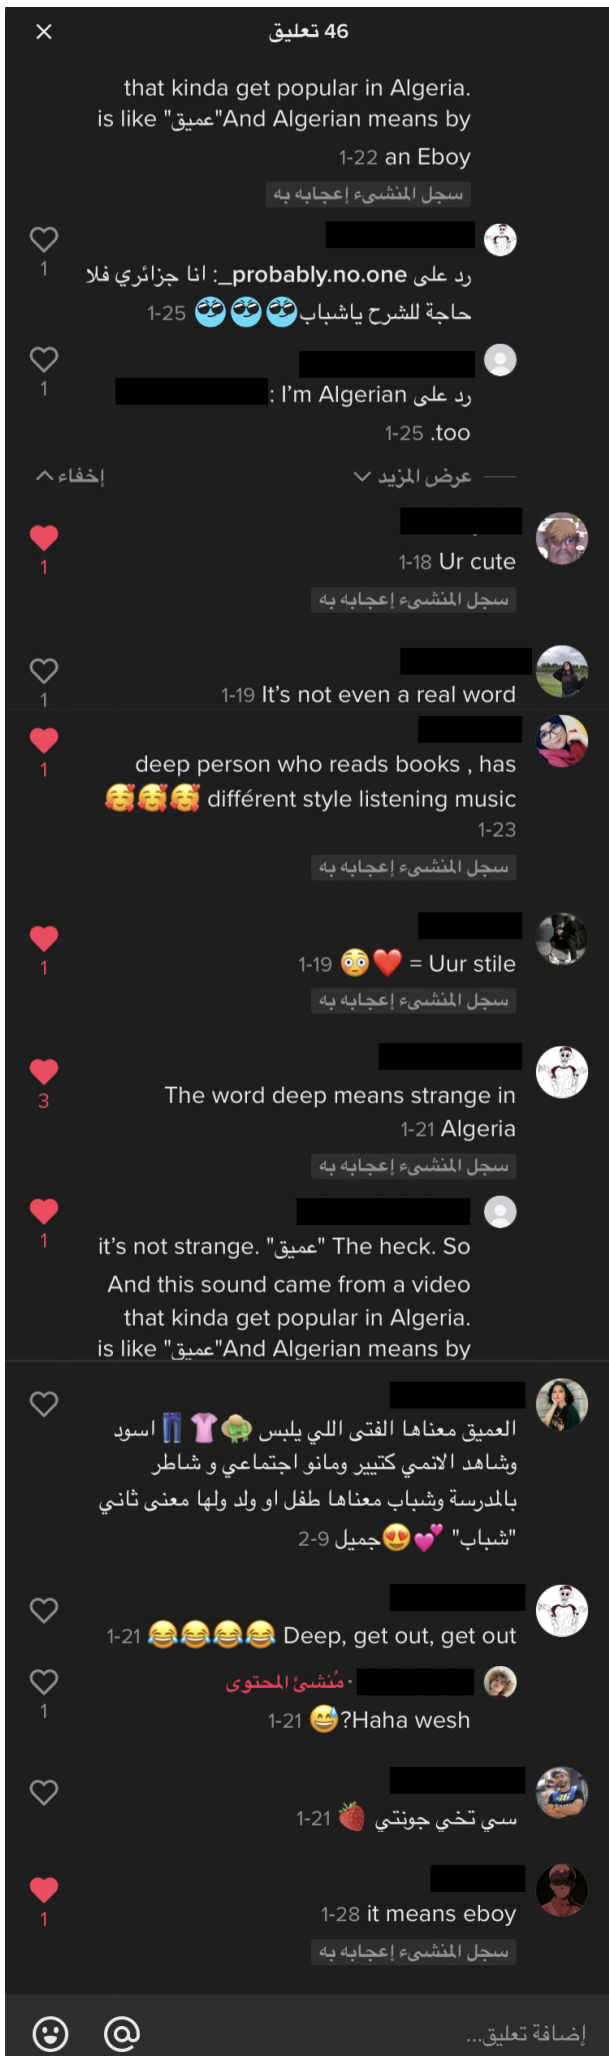 46 تعليق
that kinda get popular in Algeria.
is like "عميق"And Algerian means by
an Eboy 1-22
سجل المنشىء إعجابه به
رد على probably.no.one_: انا جزائري فلا
حاجة للشرح ياشباب😎😎😎 1-25
1
رد على : I'm Algerian
too. 1-25
1
عرض المزيد
إخفاء
Ur cute 1-18
سجل المنشىء إعجابه به
1
It's not even a real word 1-19
1
deep person who reads books , has
différent style listening music 🥰🥰🥰
1-23
سجل المنشىء إعجابه به
1
Uur stile = ❤️😳 1-19
سجل المنشىء إعجابه به
1
The word deep means strange in
Algeria 1-21
سجل المنشىء إعجابه به
3
it's not strange. "عميق" The heck. So
And this sound came from a video
that kinda get popular in Algeria.
is like "عميق"And Algerian means by
1
العميق معناها الفتى اللي يلبس 👒👚👖 اسود
وشاهد الانمي كتيير ومانو اجتماعي و شاطر
بالمدرسة وشباب معناها طفل او ولد ولها معنى ثاني
"شباب" 💕😍جميل 2-9
Deep, get out, get out 😂😂😂😂 1-21
· مُنشئ المحتوى
Haha wesh?😅 1-21
1
سي تخي جونتي 🍓 1-21
46
it means eboy 1-28
سجل المنشىء إعجابه به
1
إضافة تعليق...
@